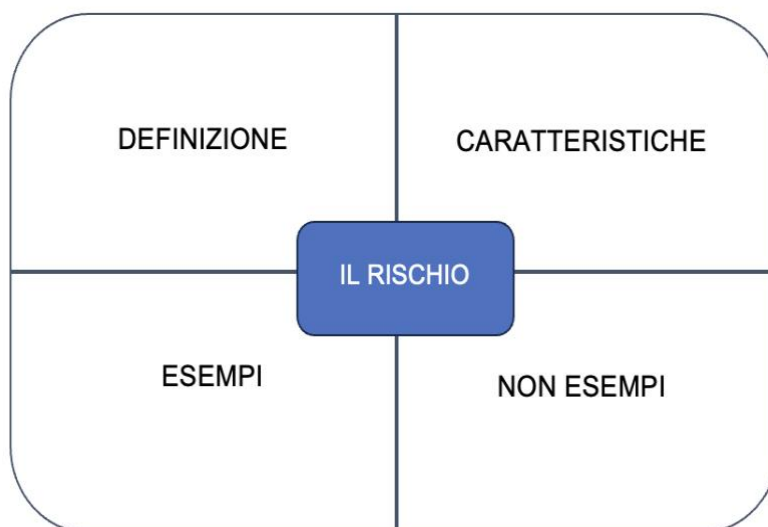 DEFINIZIONE
CARATTERISTICHE
IL RISCHIO
ESEMPI
NON ESEMPI